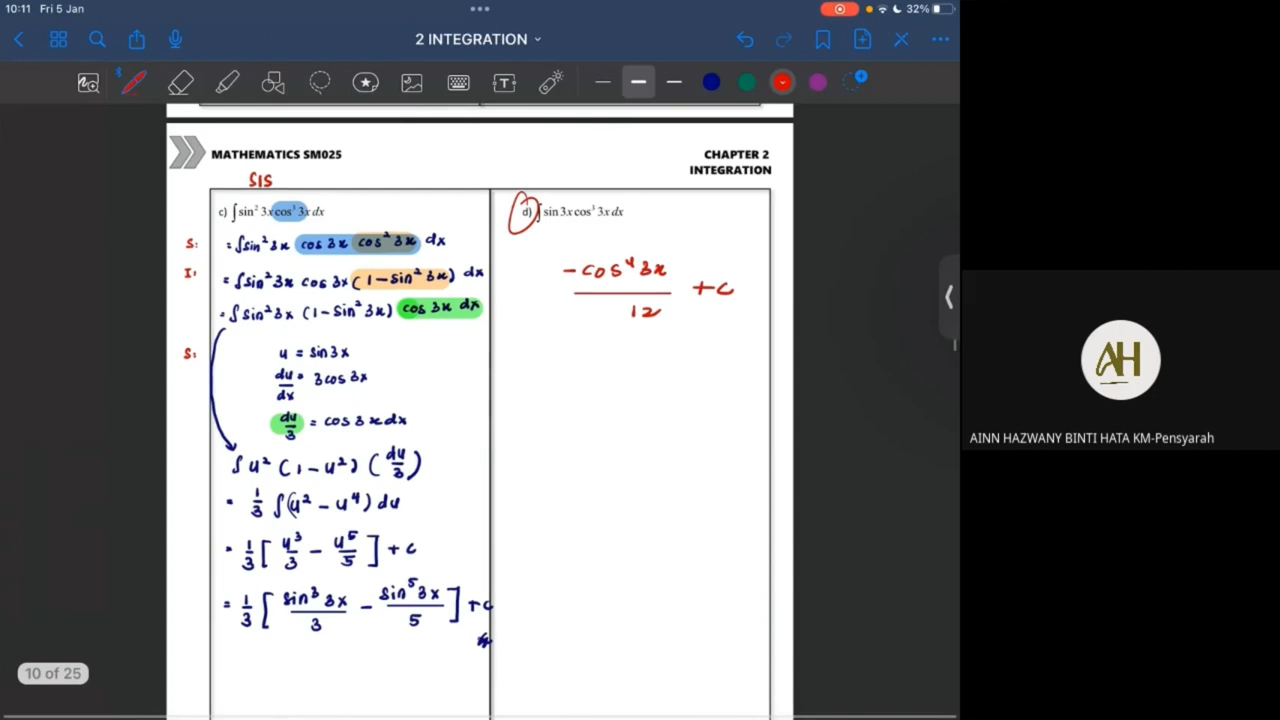 10:11 Fri 5 Jan
32%
2 INTEGRATION
MATHEMATICS SM025
CHAPTER 2
INTEGRATION
SIS
c) ∫ sin² 3x cos³ 3x dx
S: = ∫ sin² 3x cos 3x cos² 3x dx
I: = ∫ sin² 3x cos 3x (1 - sin² 3x) dx
= ∫ sin² 3x (1 - sin² 3x) cos 3x dx
S: u = sin 3x
du/dx = 3 cos 3x
du/3 = cos 3x dx
∫ u² (1 - u²) (du/3)
= 1/3 ∫ (u² - u⁴) du
= 1/3 [ u³/3 - u⁵/5 ] + c
= 1/3 [ sin³ 3x/3 - sin⁵ 3x/5 ] + c
d) ∫ sin 3x cos³ 3x dx
-cos⁴ 3x / 12 + c
10 of 25
AH
AINN HAZWANY BINTI HATA KM-Pensyarah